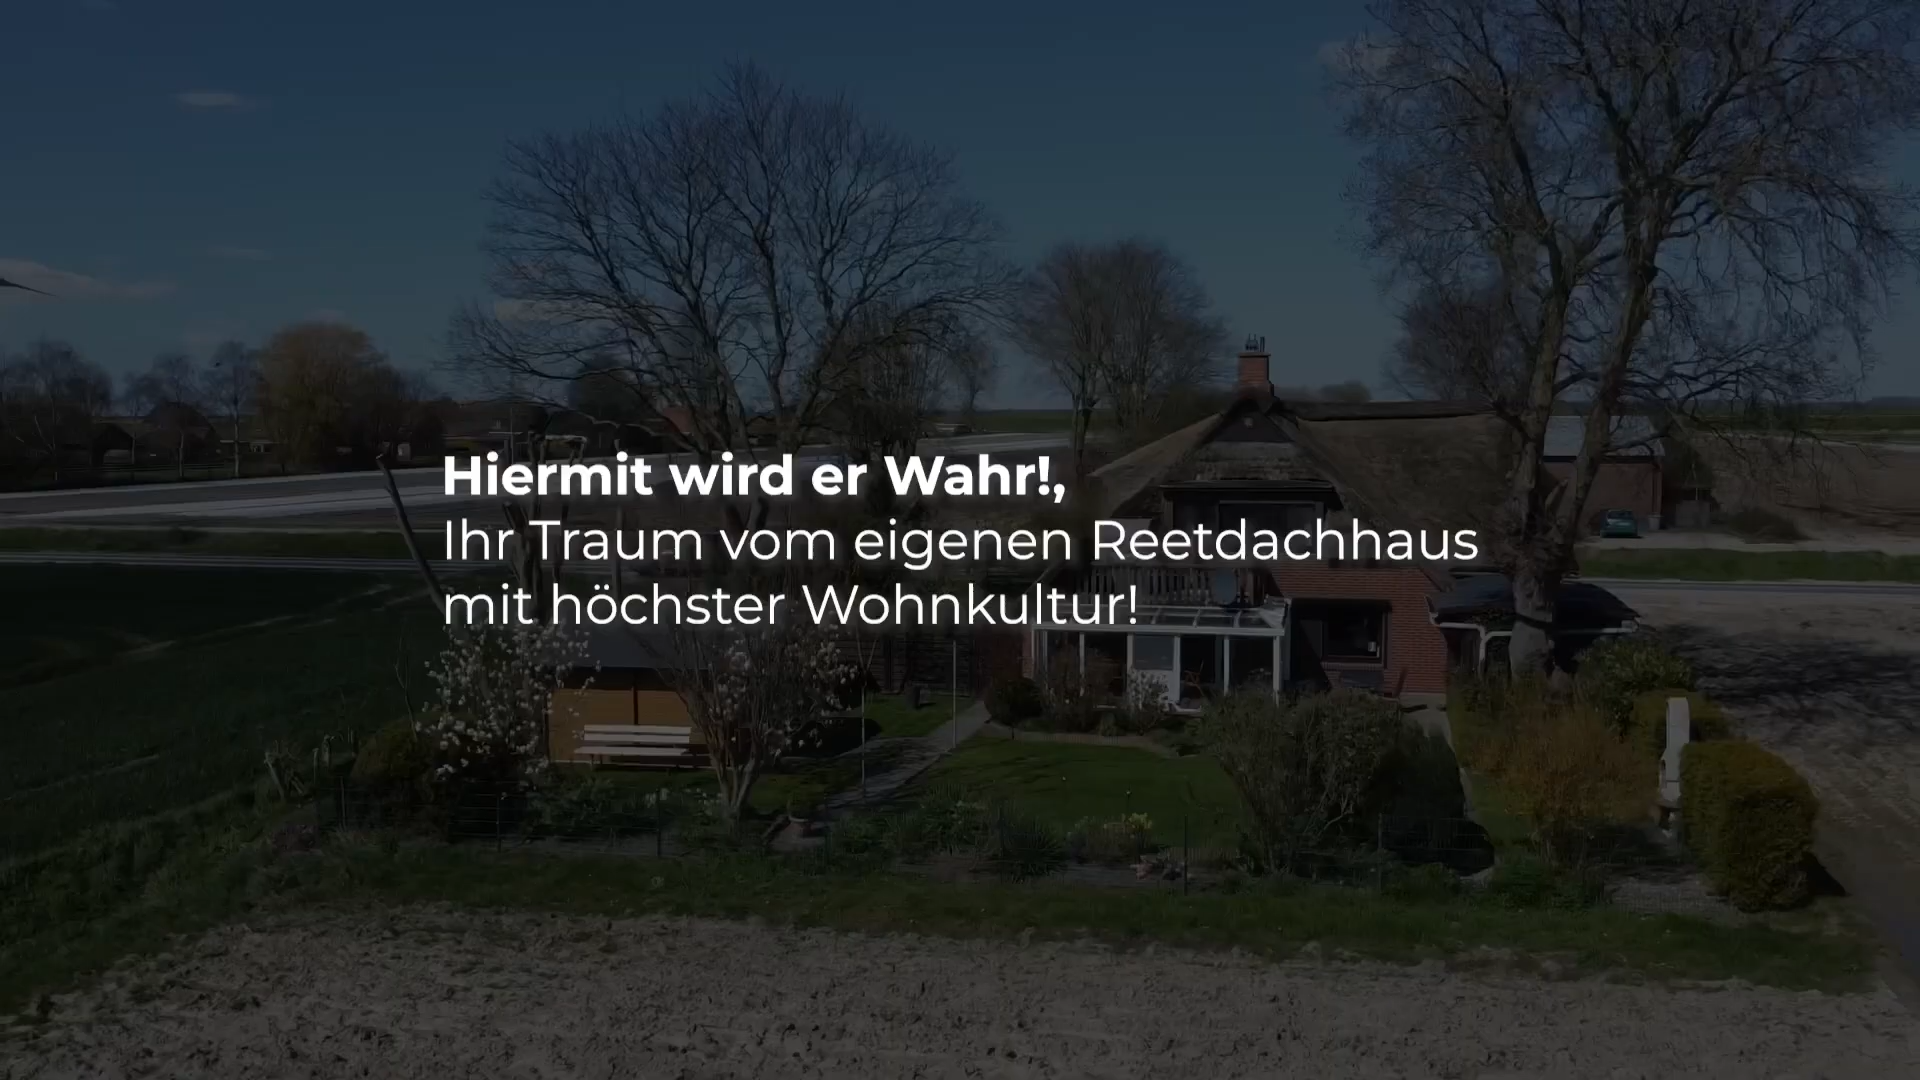 Hiermit wird er Wahr!,
Ihr Traum vom eigenen Reetdachhaus
mit höchster Wohnkultur!